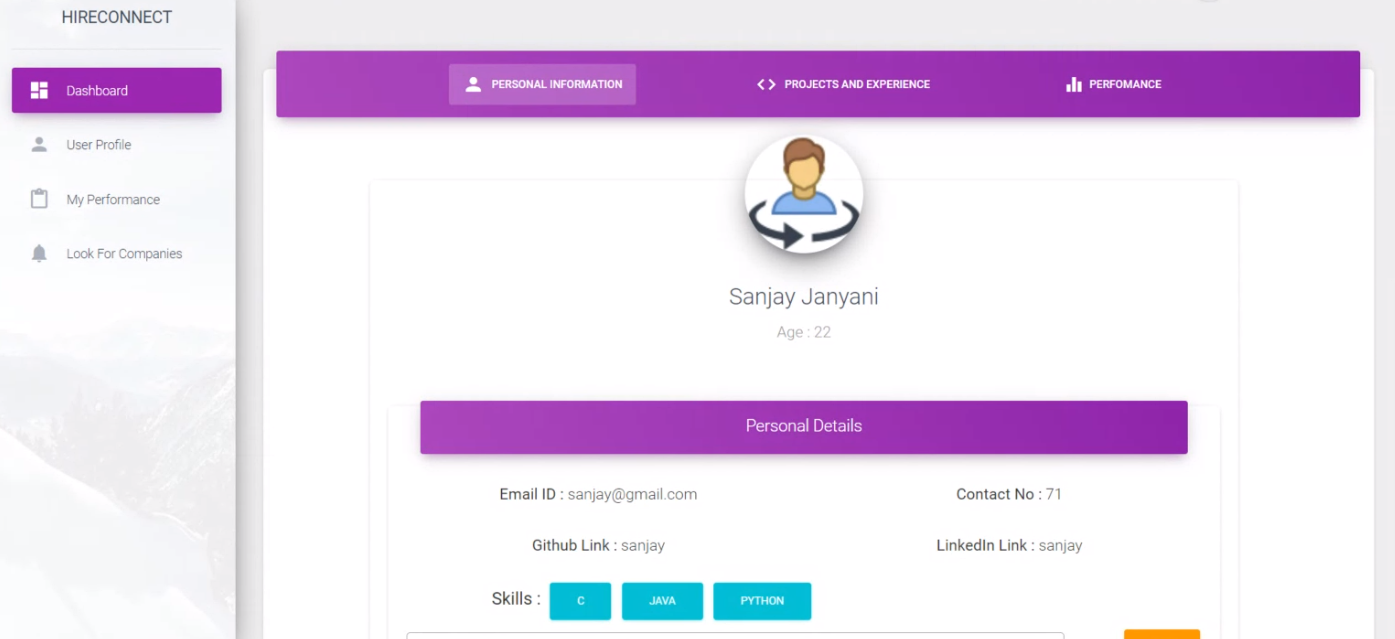 HIRECONNECT
Dashboard
User Profile
My Performance
Look For Companies
PERSONAL INFORMATION
PROJECTS AND EXPERIENCE
PERFOMANCE
Sanjay Janyani
Age : 22
Personal Details
Email ID : sanjay@gmail.com
Contact No : 71
Github Link : sanjay
LinkedIn Link : sanjay
Skills : C JAVA PYTHON